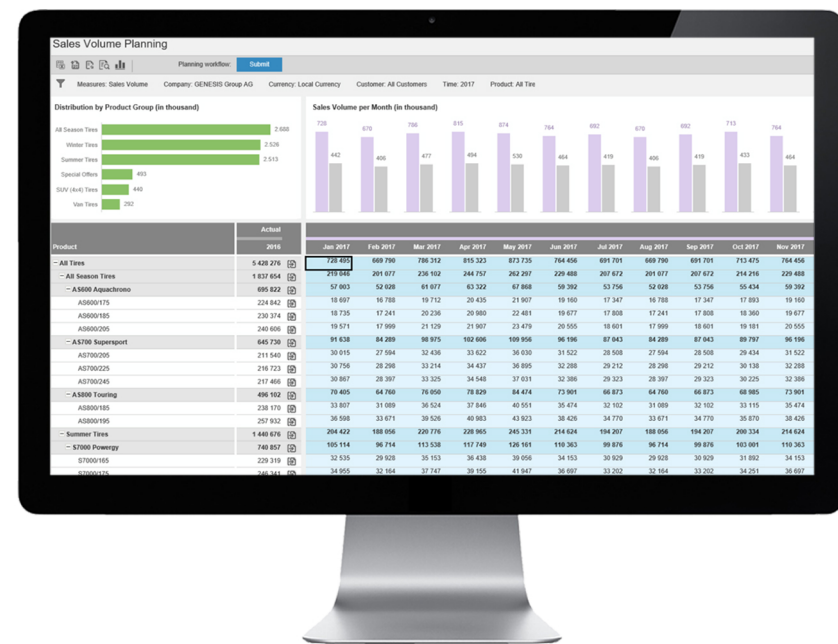 Sales Volume Planning
Planning workflow: Submit
Measures: Sales Volume Company: GENESIS Group AG Currency: Local Currency Customer: All Customers Time: 2017 Product: All Tire
Distribution by Product Group (in thousand)
All Season Tires 2 688
Winter Tires 2 526
Summer Tires 2 513
Special Offers 493
SUV (4x4) Tires 440
Van Tires 292
Sales Volume per Month (in thousand)
728 670 786 815 874 764 692 670 692 713 764
442 406 477 494 530 464 419 406 419 433 464
Actual
Product 2016 Jan 2017 Feb 2017 Mar 2017 Apr 2017 May 2017 Jun 2017 Jul 2017 Aug 2017 Sep 2017 Oct 2017 Nov 2017
− All Tires 5 428 276 728 495 669 790 786 312 815 323 873 735 764 456 691 701 669 790 691 701 713 475 764 456
− All Season Tires 1 837 654 219 046 201 077 236 102 244 757 262 297 229 488 207 672 201 077 207 672 214 216 229 488
− AS600 Aquachrono 695 822 57 003 52 028 61 077 63 322 67 868 59 392 53 756 52 028 53 756 55 434 59 392
AS600/175 224 842 18 697 16 788 19 712 20 435 21 907 19 160 17 347 16 788 17 347 17 893 19 160
AS600/185 230 374 18 735 17 241 20 236 20 980 22 481 19 677 17 808 17 241 17 808 18 360 19 677
AS600/205 240 606 19 571 17 999 21 129 21 907 23 479 20 555 18 601 17 999 18 601 19 181 20 555
− AS700 Supersport 645 730 91 638 84 289 98 975 102 606 109 956 96 196 87 043 84 289 87 043 89 797 96 196
AS700/205 211 540 30 015 27 594 32 436 33 622 36 030 31 522 28 508 27 594 28 508 29 434 31 522
AS700/225 216 723 30 756 28 298 33 214 34 437 36 895 32 288 29 212 28 298 29 212 30 138 32 288
AS700/245 217 466 30 867 28 397 33 325 34 548 37 031 32 386 29 323 28 397 29 323 30 225 32 386
− AS800 Touring 496 102 70 405 64 760 76 050 78 829 84 474 73 901 66 873 64 760 66 873 68 985 73 901
AS800/185 238 170 33 807 31 089 36 524 37 846 40 551 35 474 32 102 31 089 32 102 33 115 35 474
AS800/195 257 932 36 598 33 671 39 526 40 983 43 923 38 426 34 770 33 671 34 770 35 870 38 426
− Summer Tires 1 440 676 204 422 188 056 220 776 228 965 245 331 214 624 194 207 188 056 194 207 200 334 214 624
− S7000 Powergy 740 857 105 114 96 714 113 538 117 749 126 161 110 363 99 876 96 714 99 876 103 001 110 363
S7000/165 229 319 32 535 29 928 35 153 36 438 39 056 34 153 30 929 29 928 30 929 31 892 34 153
S7000/175 246 341 34 955 32 164 37 747 39 155 41 947 36 697 33 202 32 164 33 202 34 251 36 697